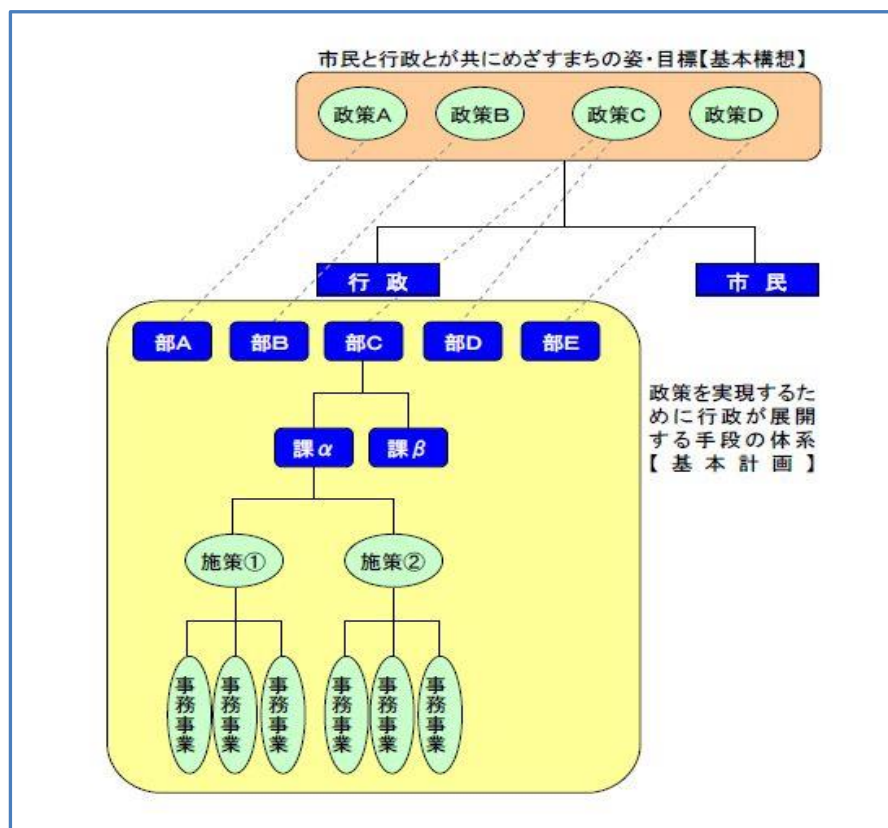 市民と行政とが共にめざすまちの姿・目標【基本構想】
政策A
政策B
政策C
政策D
行 政
市 民
部A
部B
部C
部D
部E
政策を実現するた
めに行政が展開
する手段の体系
【基本計画】
課α
課β
施策①
施策②
事務事業
事務事業
事務事業
事務事業
事務事業
事務事業